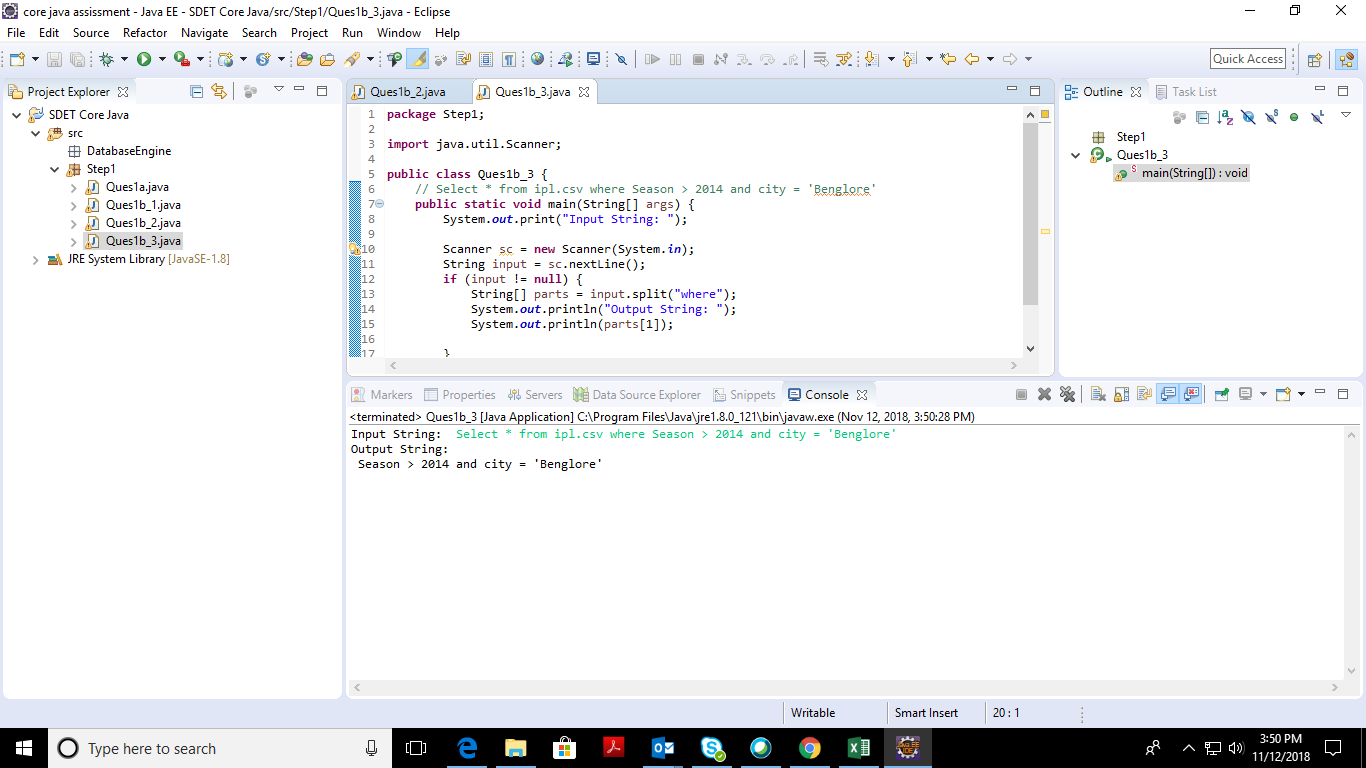 core java assissment - Java EE - SDET Core Java/src/Step1/Ques1b_3.java - Eclipse
File Edit Source Refactor Navigate Search Project Run Window Help
Quick Access
Project Explorer
SDET Core Java
src
DatabaseEngine
Step1
Ques1a.java
Ques1b_1.java
Ques1b_2.java
Ques1b_3.java
JRE System Library [JavaSE-1.8]
Ques1b_2.java Ques1b_3.java
1 package Step1;
2
3 import java.util.Scanner;
4
5 public class Ques1b_3 {
6 // Select * from ipl.csv where Season > 2014 and city = 'Benglore'
7 public static void main(String[] args) {
8 System.out.print("Input String: ");
9
10 Scanner sc = new Scanner(System.in);
11 String input = sc.nextLine();
12 if (input != null) {
13 String[] parts = input.split("where");
14 System.out.println("Output String: ");
15 System.out.println(parts[1]);
16
17 }
Outline Task List
Step1
Ques1b_3
main(String[]) : void
Markers Properties Servers Data Source Explorer Snippets Console
<terminated> Ques1b_3 [Java Application] C:\Program Files\Java\jre1.8.0_121\bin\javaw.exe (Nov 12, 2018, 3:50:28 PM)
Input String: Select * from ipl.csv where Season > 2014 and city = 'Benglore'
Output String:
Season > 2014 and city = 'Benglore'
Writable Smart Insert 20 : 1
Type here to search
3:50 PM
11/12/2018